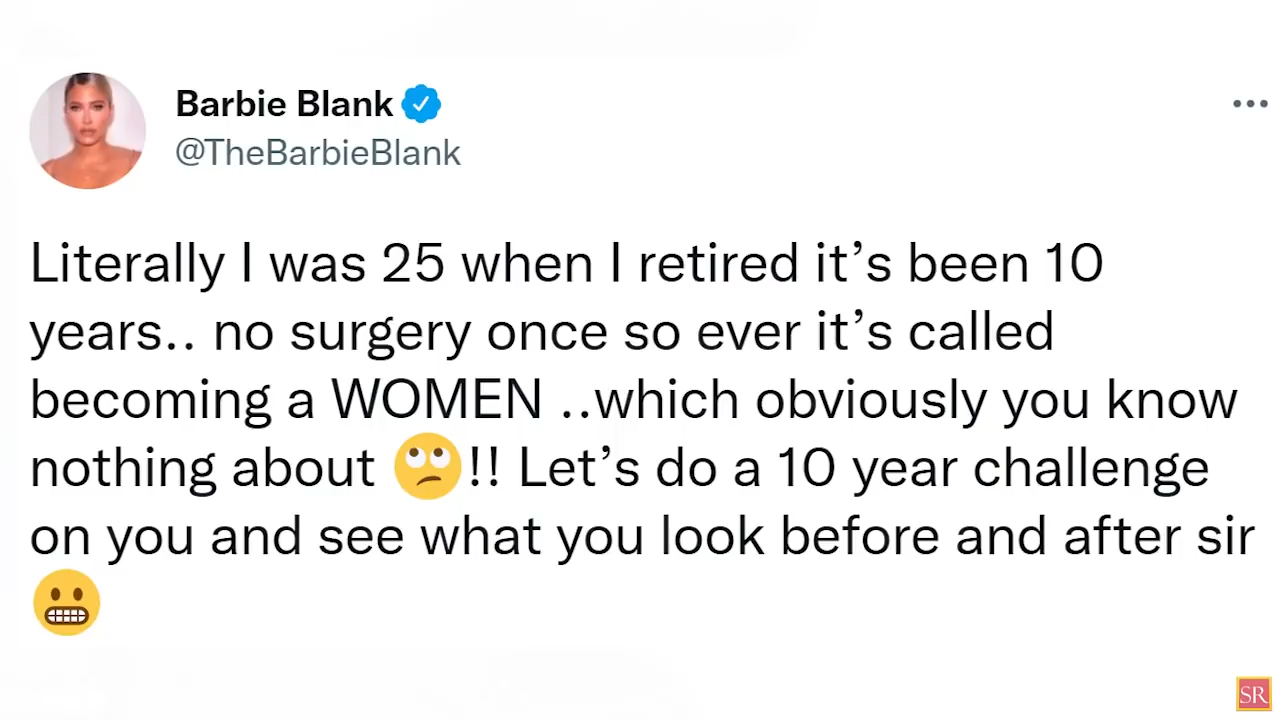 Barbie Blank
@TheBarbieBlank
Literally I was 25 when I retired it’s been 10
years.. no surgery once so ever it’s called
becoming a WOMEN ..which obviously you know
nothing about 🙄!! Let’s do a 10 year challenge
on you and see what you look before and after sir
😬
SR